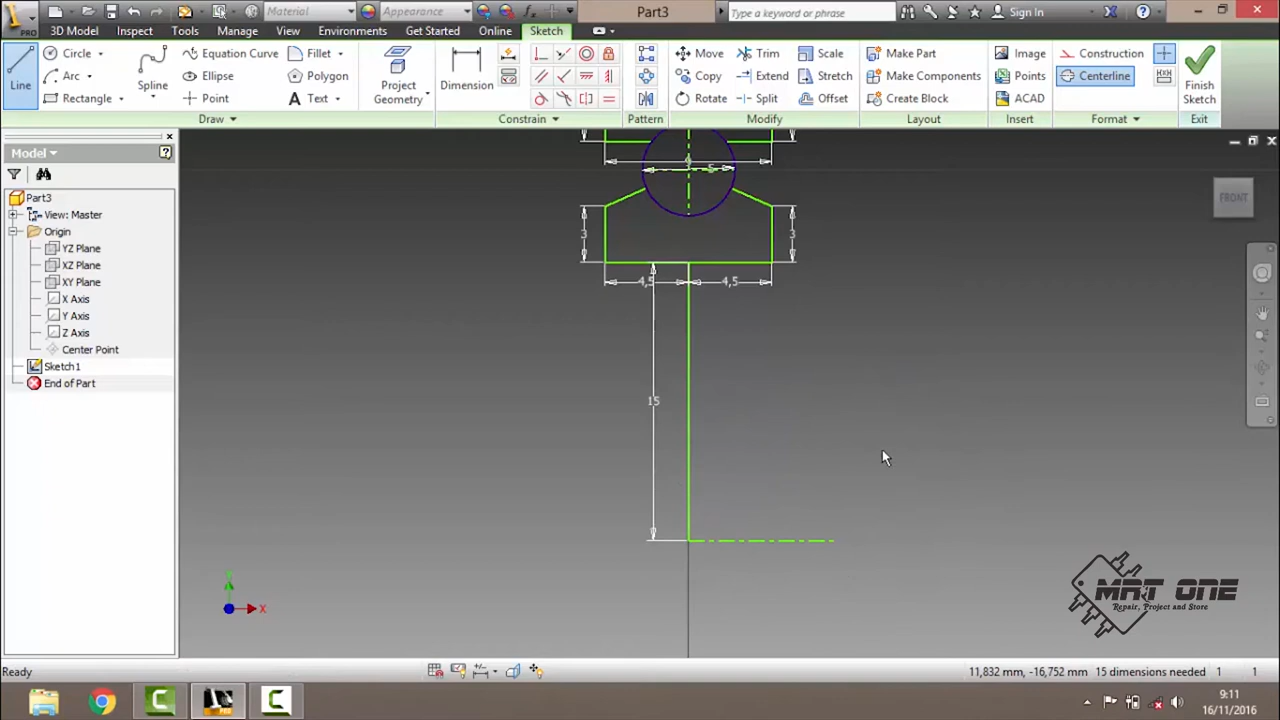 PRO
Material
Appearance
Part3
Type a keyword or phrase
Sign In
3D Model Inspect Tools Manage View Environments Get Started Online Sketch
Line
Circle
Arc
Rectangle
Spline
Equation Curve
Ellipse
Point
Fillet
Polygon
Text
Project Geometry
Dimension
Move
Copy
Rotate
Trim
Extend
Split
Scale
Stretch
Offset
Make Part
Make Components
Create Block
Image
Points
ACAD
Construction
Centerline
Finish Sketch
Draw Constrain Pattern Modify Layout Insert Format Exit
Model
Part3
View: Master
Origin
YZ Plane
XZ Plane
XY Plane
X Axis
Y Axis
Z Axis
Center Point
Sketch1
End of Part
FRONT
9
5
3
3
4,5
4,5
15
Y
X
MRT ONE
Repair, Project and Store
Ready
11,832 mm, -16,752 mm 15 dimensions needed 1 1
9:11
16/11/2016